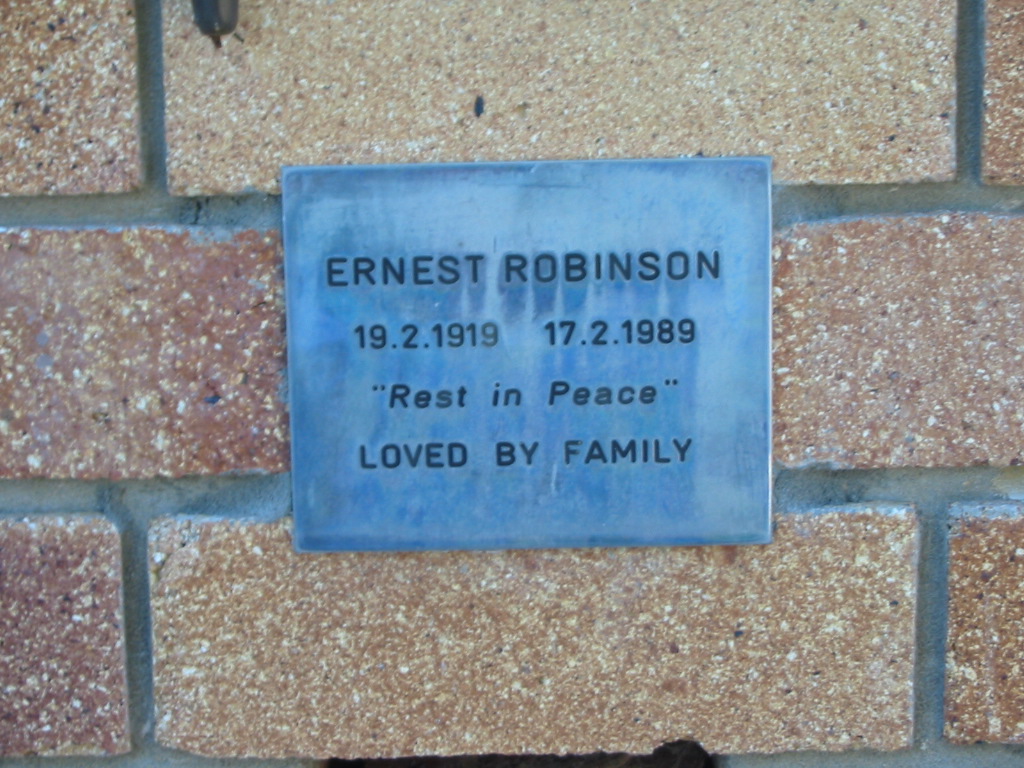 ERNEST ROBINSON
19.2.1919 17.2.1989
"Rest in Peace"
LOVED BY FAMILY